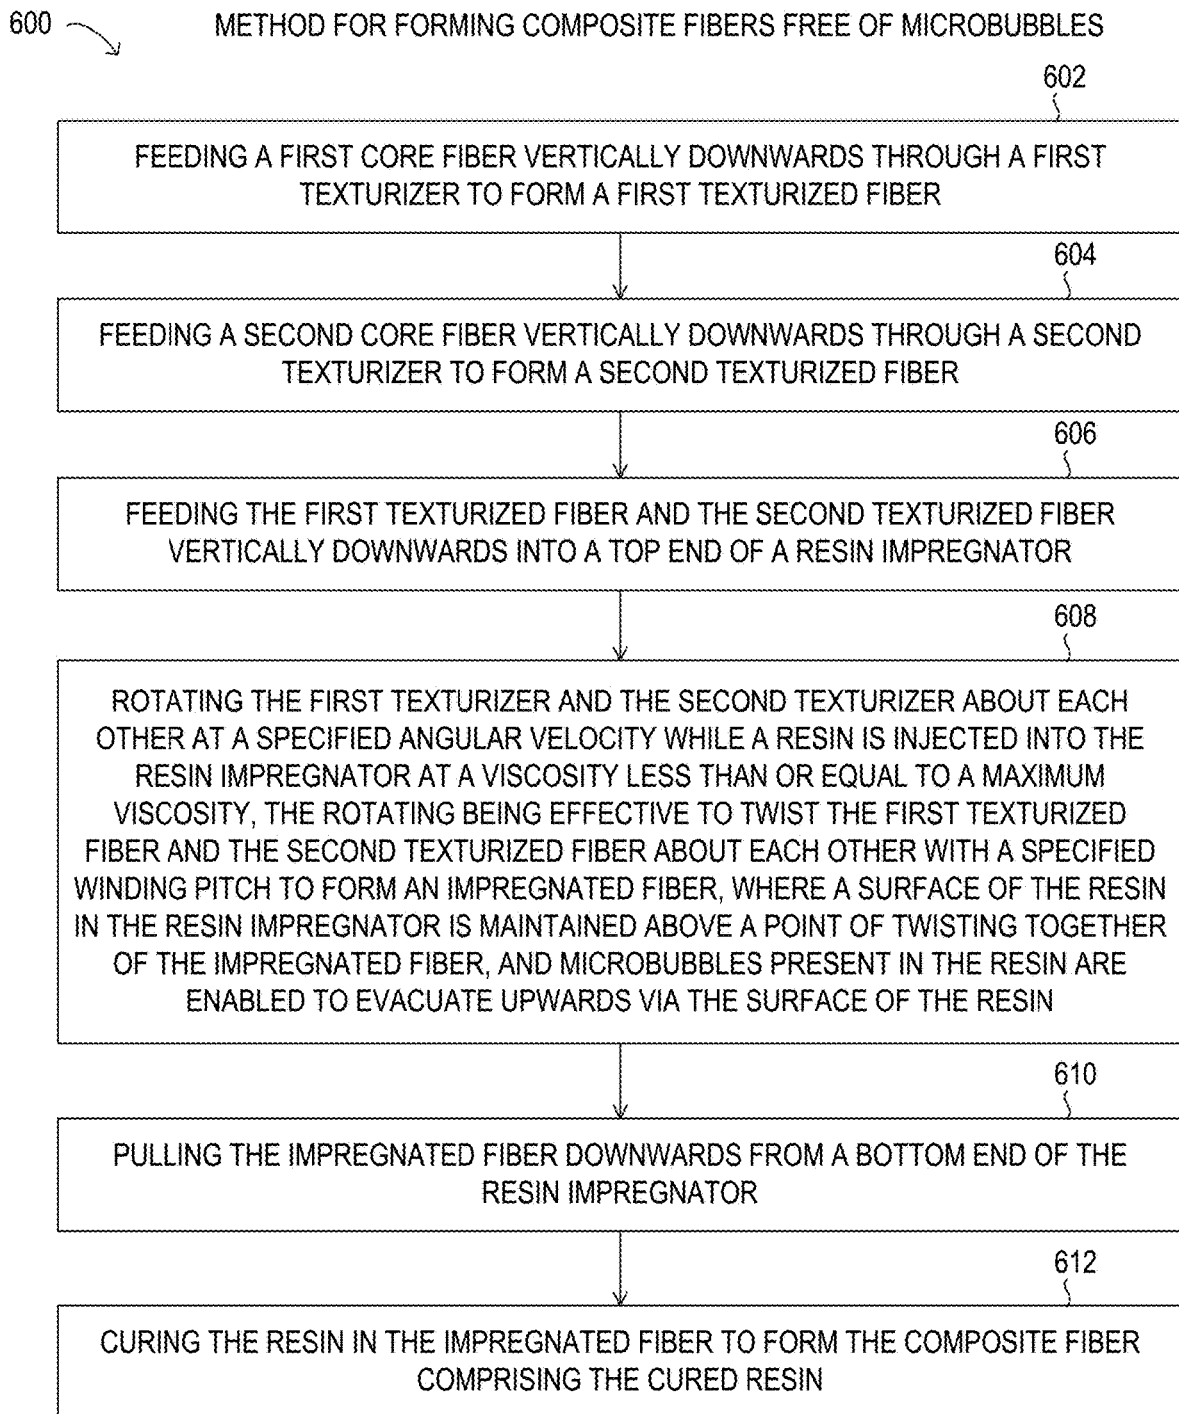 600
METHOD FOR FORMING COMPOSITE FIBERS FREE OF MICROBUBBLES
602
FEEDING A FIRST CORE FIBER VERTICALLY DOWNWARDS THROUGH A FIRST
TEXTURIZER TO FORM A FIRST TEXTURIZED FIBER
604
FEEDING A SECOND CORE FIBER VERTICALLY DOWNWARDS THROUGH A SECOND
TEXTURIZER TO FORM A SECOND TEXTURIZED FIBER
606
FEEDING THE FIRST TEXTURIZED FIBER AND THE SECOND TEXTURIZED FIBER
VERTICALLY DOWNWARDS INTO A TOP END OF A RESIN IMPREGNATOR
608
ROTATING THE FIRST TEXTURIZER AND THE SECOND TEXTURIZER ABOUT EACH
OTHER AT A SPECIFIED ANGULAR VELOCITY WHILE A RESIN IS INJECTED INTO THE
RESIN IMPREGNATOR AT A VISCOSITY LESS THAN OR EQUAL TO A MAXIMUM
VISCOSITY, THE ROTATING BEING EFFECTIVE TO TWIST THE FIRST TEXTURIZED
FIBER AND THE SECOND TEXTURIZED FIBER ABOUT EACH OTHER WITH A SPECIFIED
WINDING PITCH TO FORM AN IMPREGNATED FIBER, WHERE A SURFACE OF THE RESIN
IN THE RESIN IMPREGNATOR IS MAINTAINED ABOVE A POINT OF TWISTING TOGETHER
OF THE IMPREGNATED FIBER, AND MICROBUBBLES PRESENT IN THE RESIN ARE
ENABLED TO EVACUATE UPWARDS VIA THE SURFACE OF THE RESIN
610
PULLING THE IMPREGNATED FIBER DOWNWARDS FROM A BOTTOM END OF THE
RESIN IMPREGNATOR
612
CURING THE RESIN IN THE IMPREGNATED FIBER TO FORM THE COMPOSITE FIBER
COMPRISING THE CURED RESIN